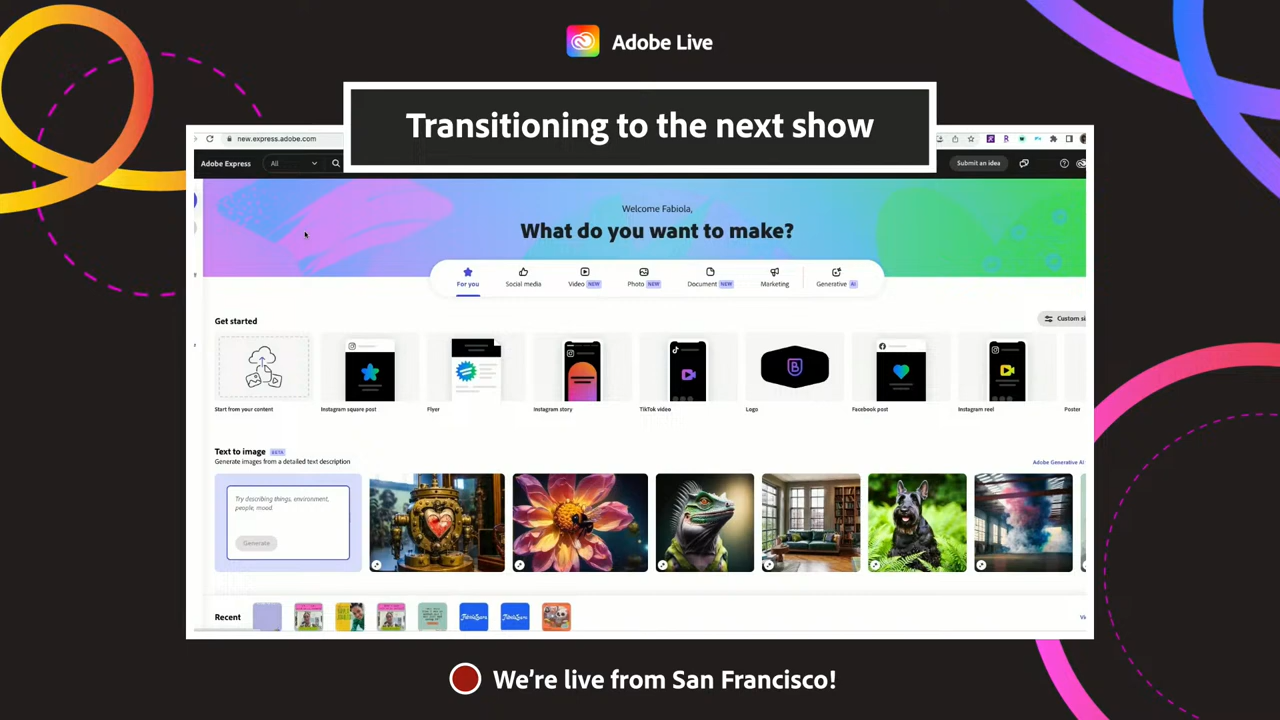 Adobe Live
Transitioning to the next show
new.express.adobe.com
Adobe Express
All
Submit an idea
Welcome Fabiola,
What do you want to make?
For you
Social media
Video NEW
Photo NEW
Document NEW
Marketing
Generative AI
Get started
Custom si
Start from your content
Instagram square post
Flyer
Instagram story
TikTok video
Logo
Facebook post
Instagram reel
Poster
Text to image BETA
Generate images from a detailed text description
Adobe Generative AI
Try describing things, environment,
people, mood
Generate
Recent
We're live from San Francisco!